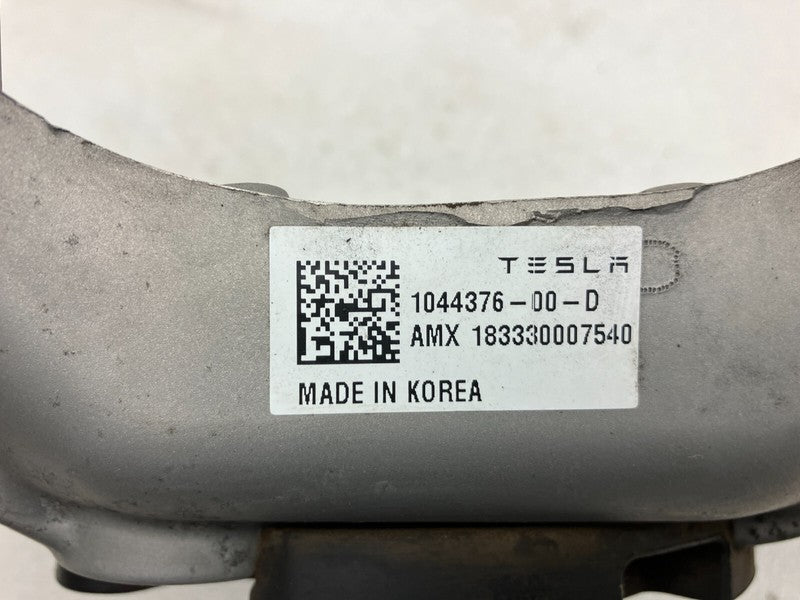 TESLA
1044376-00-D
AMX 183330007540
MADE IN KOREA